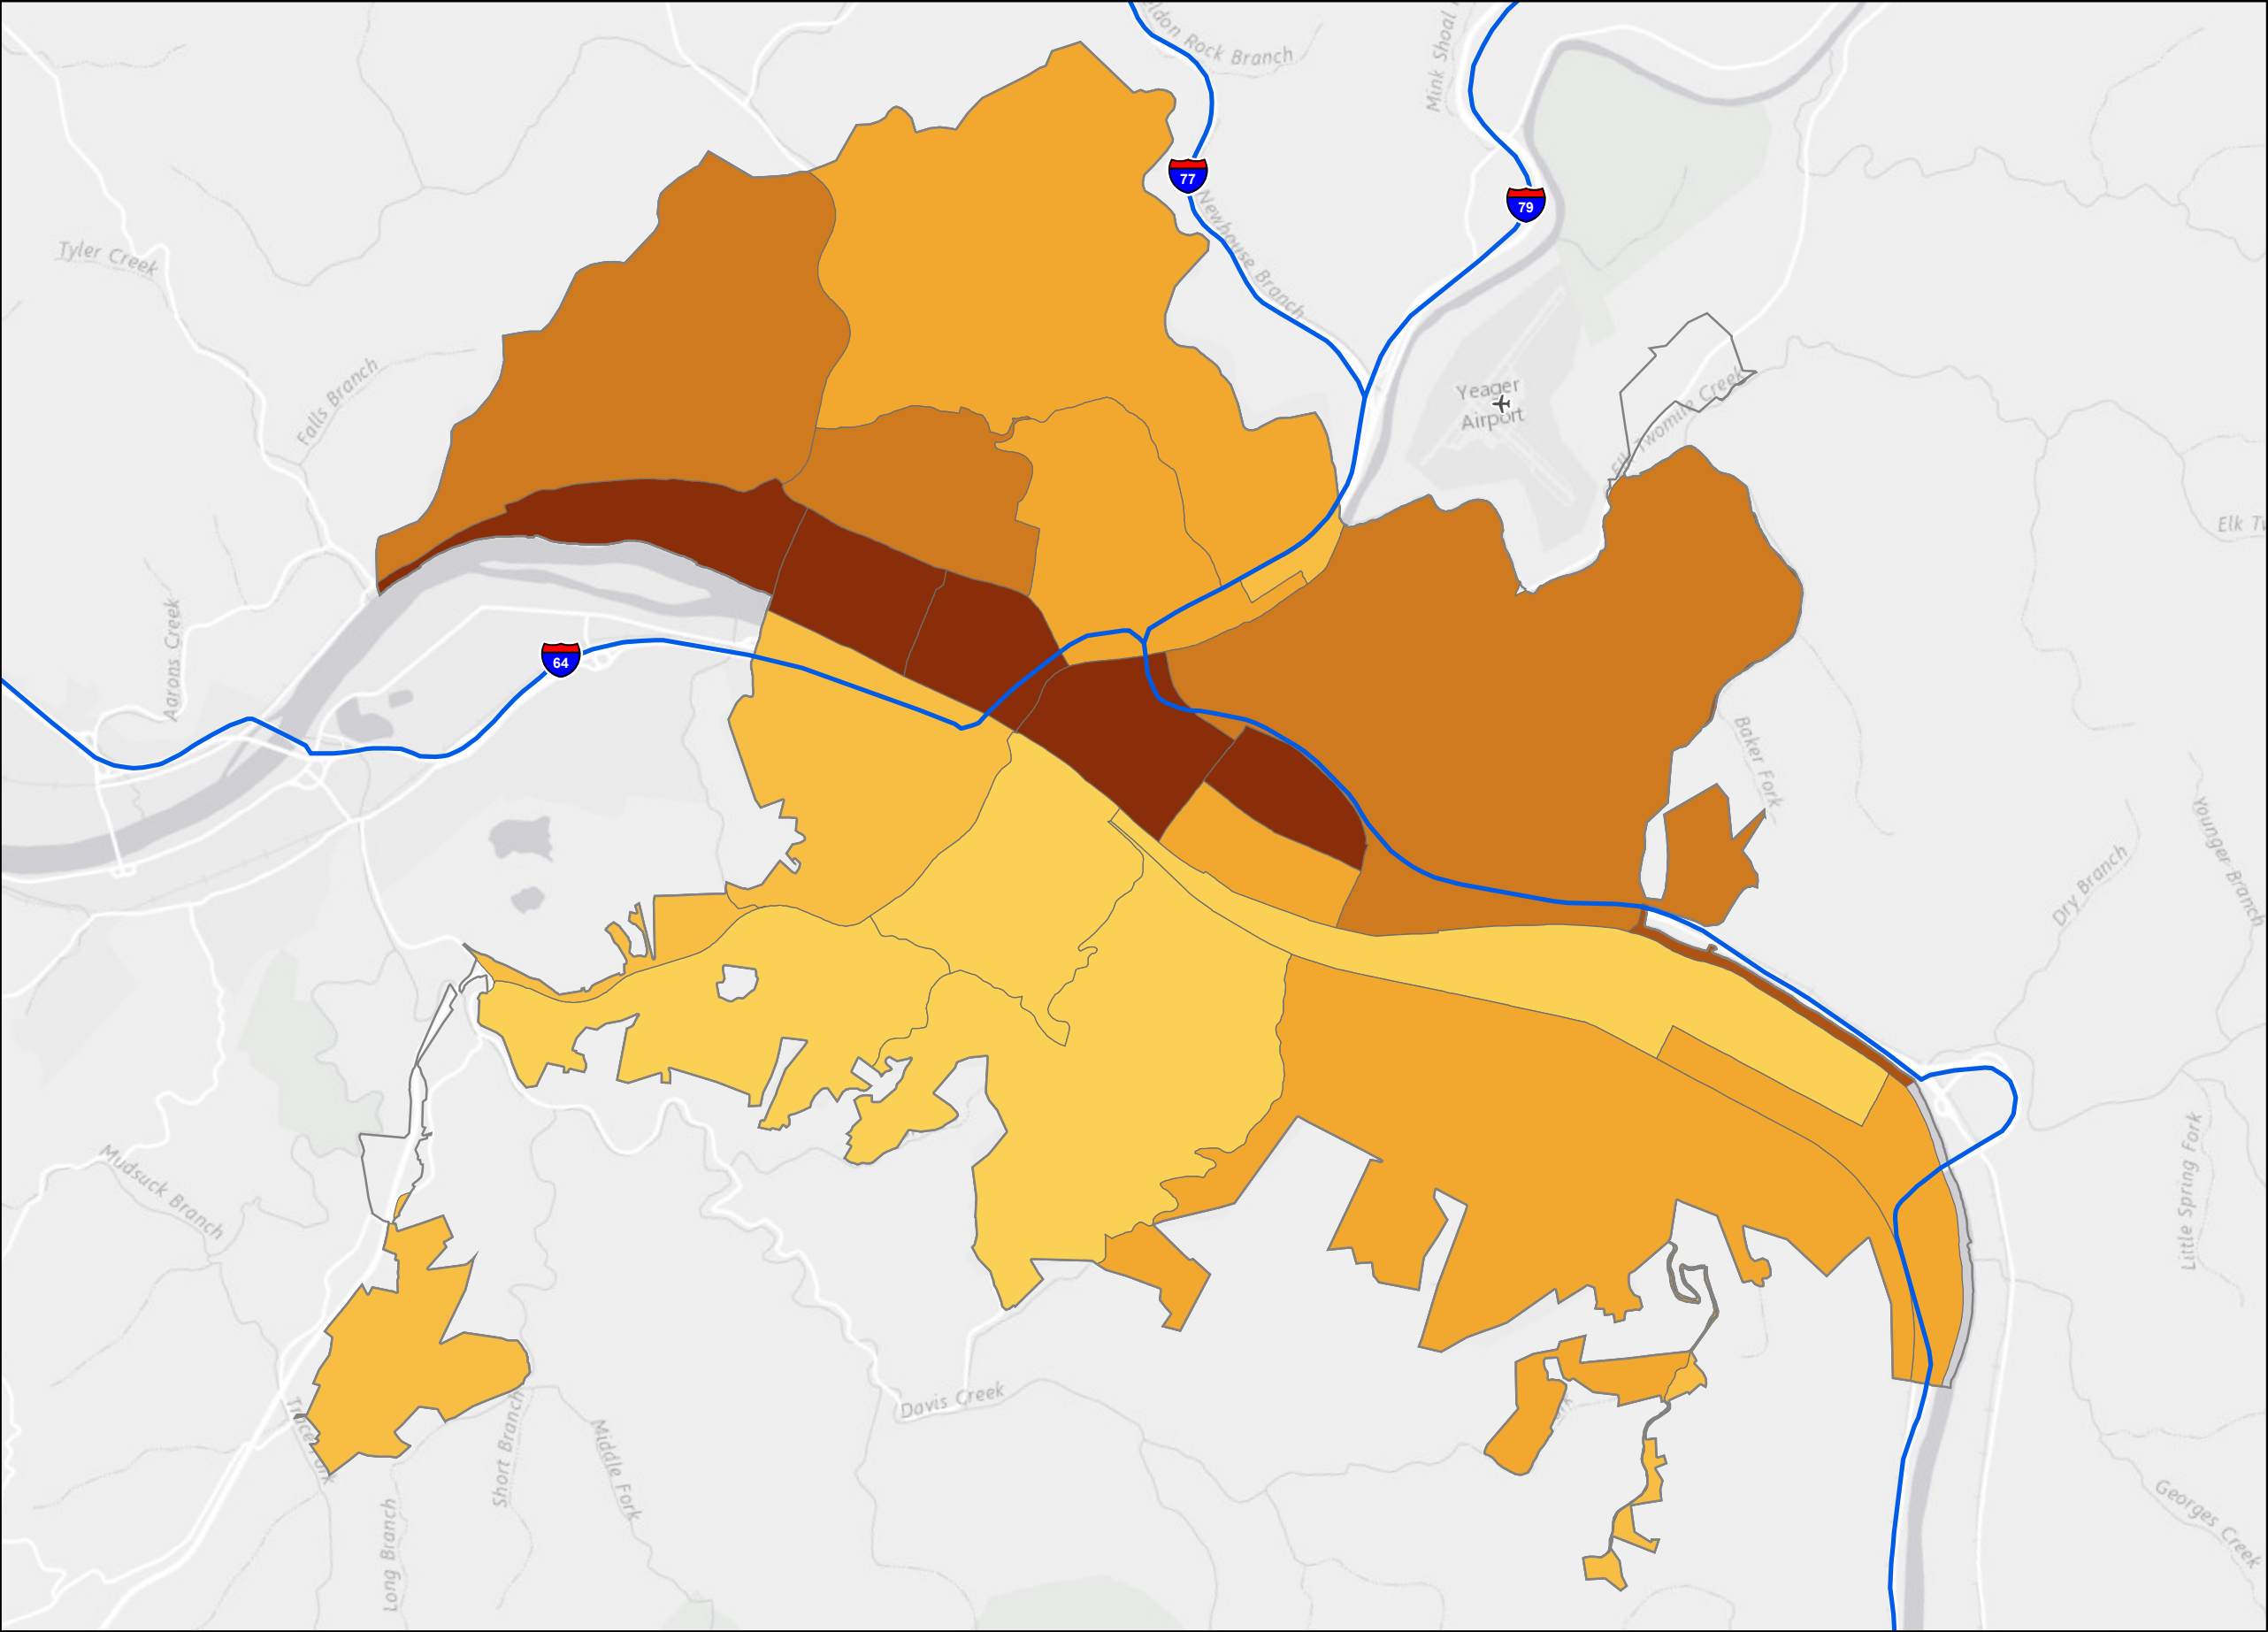 Rock Branch
Mink Shoal
77
79
Newhouse Branch
Tyler Creek
Falls Branch
Yeager
Airport
Elk Twomile Creek
Aarons Creek
64
Baker Fork
Younger Branch
Dry Branch
Mudsuck Branch
Little Spring Fork
Davis Creek
Short Branch
Middle Fork
Long Branch
Georges Creek